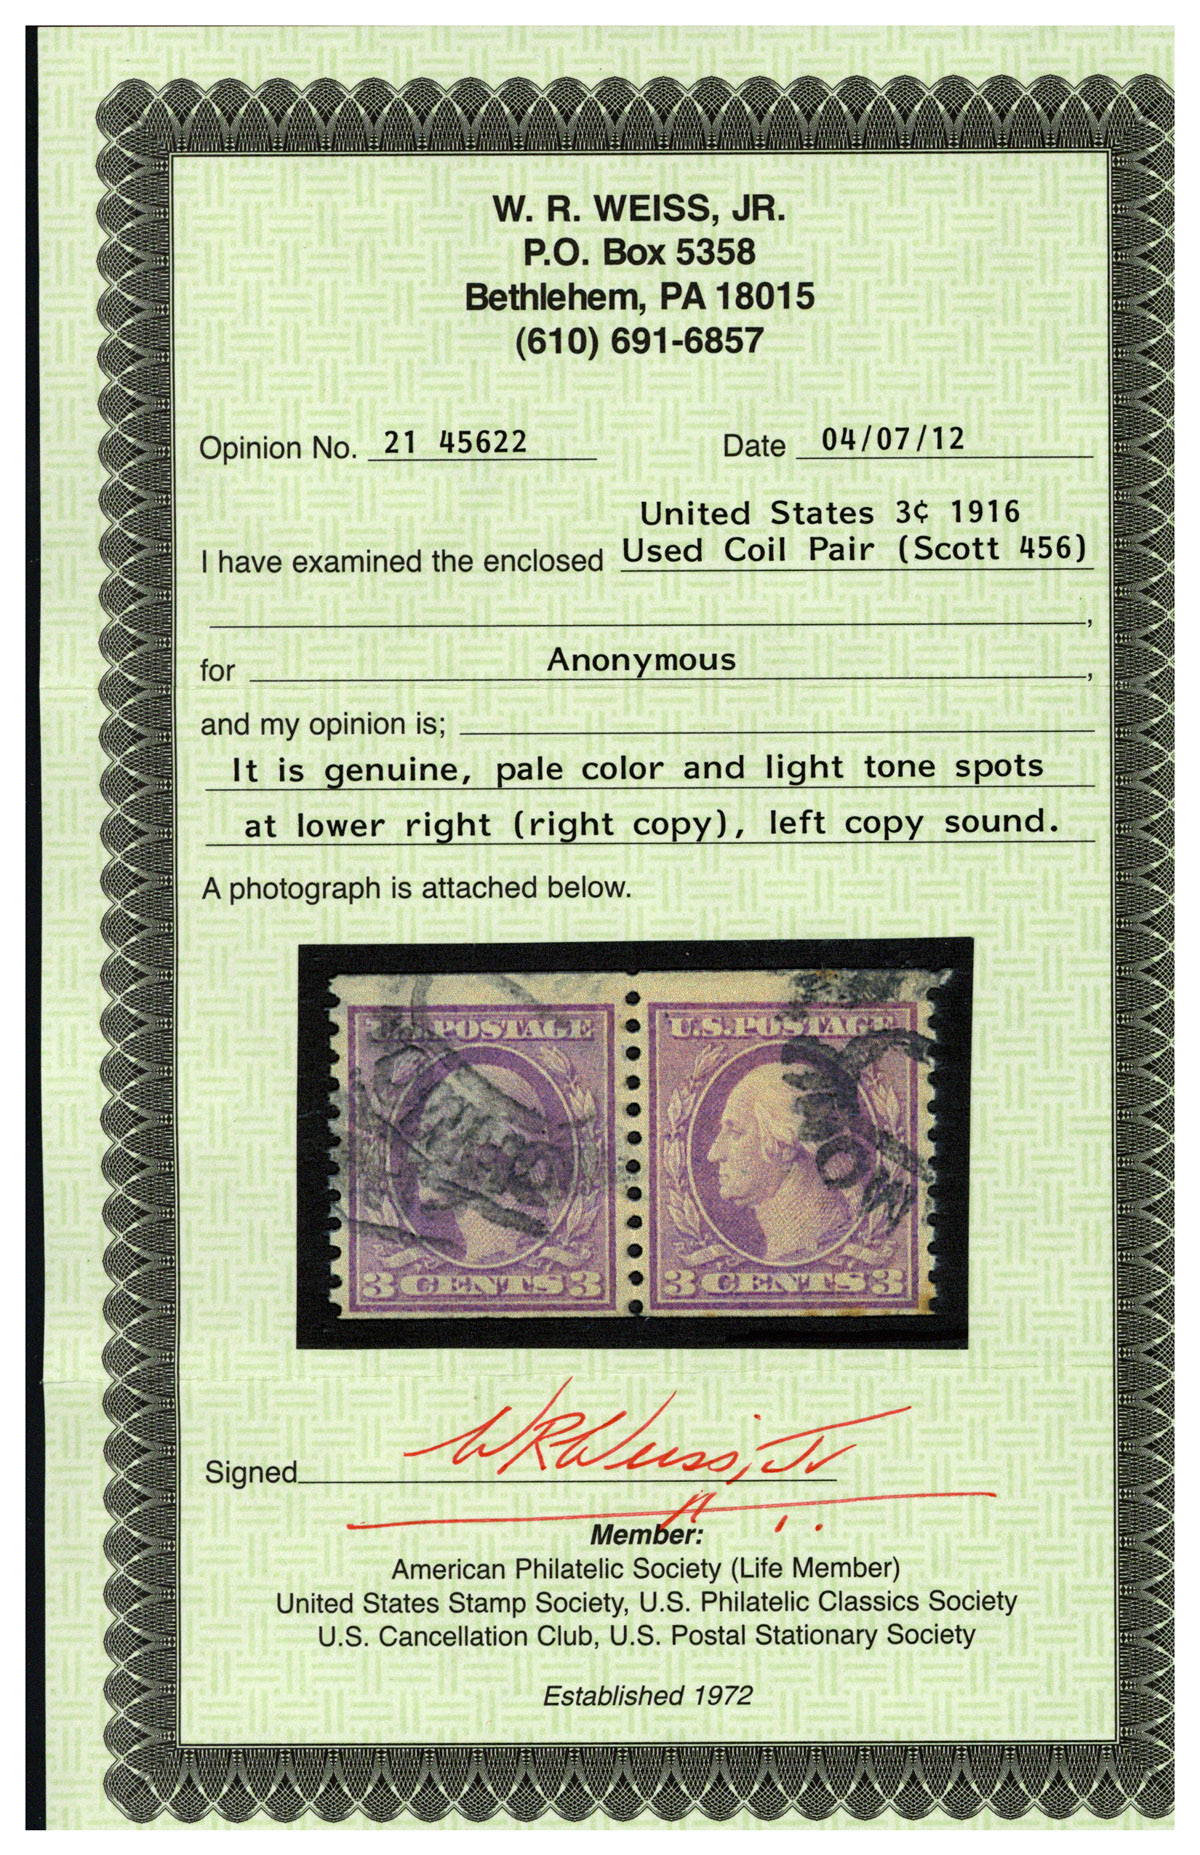 W. R. WEISS, JR.
P.O. Box 5358
Bethlehem, PA 18015
(610) 691-6857
Opinion No. 21 45622 Date 04/07/12
United States 3¢ 1916
I have examined the enclosed Used Coil Pair (Scott 456)
,
for Anonymous,
and my opinion is;
It is genuine, pale color and light tone spots
at lower right (right copy), left copy sound.
A photograph is attached below.
U.S.POSTAGE U.S.POSTAGE
3 CENTS 3 3 CENTS 3
Signed WRWeiss, Jr
Member:
American Philatelic Society (Life Member)
United States Stamp Society, U.S. Philatelic Classics Society
U.S. Cancellation Club, U.S. Postal Stationary Society
Established 1972